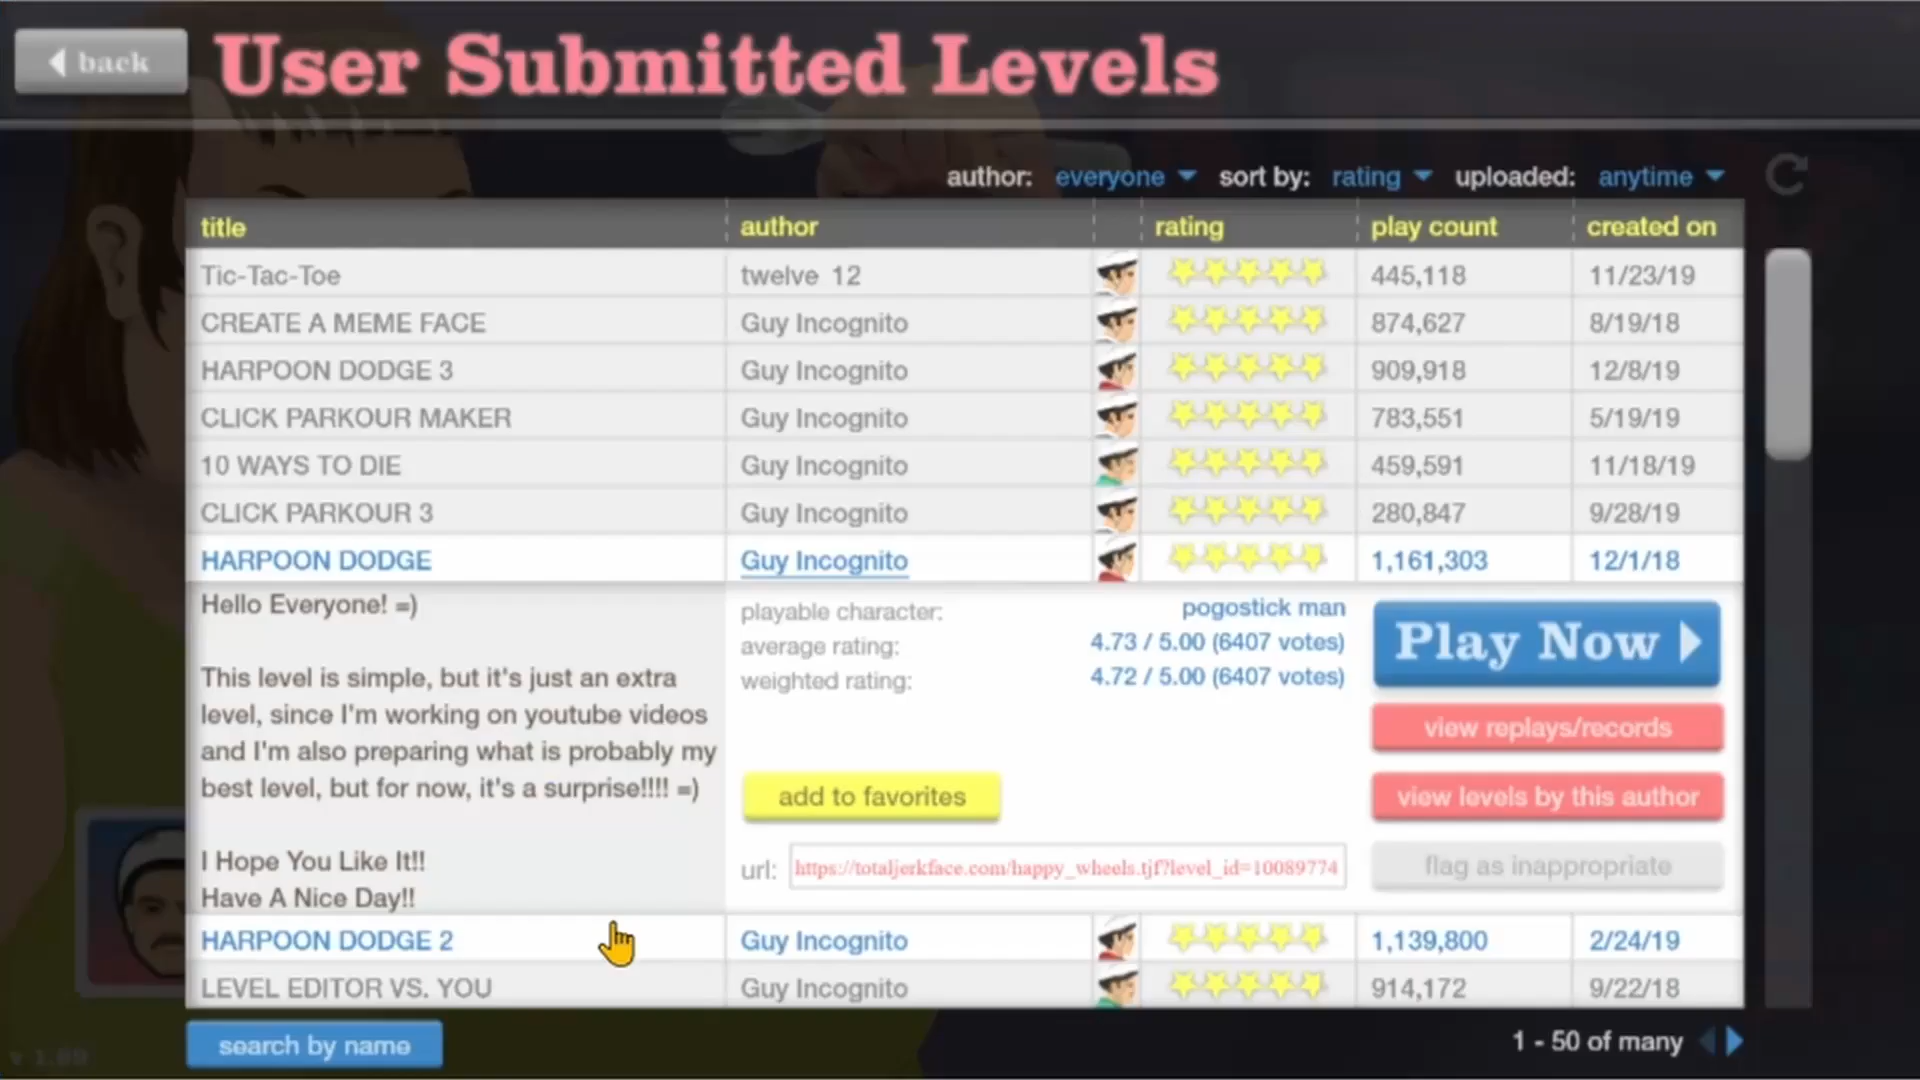 back
User Submitted Levels
author: everyone sort by: rating uploaded: anytime
title author rating play count created on
Tic-Tac-Toe twelve 12 445,118 11/23/19
CREATE A MEME FACE Guy Incognito 874,627 8/19/18
HARPOON DODGE 3 Guy Incognito 909,918 12/8/19
CLICK PARKOUR MAKER Guy Incognito 783,551 5/19/19
10 WAYS TO DIE Guy Incognito 459,591 11/18/19
CLICK PARKOUR 3 Guy Incognito 280,847 9/28/19
HARPOON DODGE Guy Incognito 1,161,303 12/1/18
Hello Everyone! =)
This level is simple, but it's just an extra
level, since I'm working on youtube videos
and I'm also preparing what is probably my
best level, but for now, it's a surprise!!!! =)
I Hope You Like It!!
Have A Nice Day!!
playable character: pogostick man
average rating: 4.73 / 5.00 (6407 votes)
weighted rating: 4.72 / 5.00 (6407 votes)
add to favorites
url: https://totaljerkface.com/happy_wheels.tjf?level_id=10089774
Play Now
view replays/records
view levels by this author
flag as inappropriate
HARPOON DODGE 2 Guy Incognito 1,139,800 2/24/19
LEVEL EDITOR VS. YOU Guy Incognito 914,172 9/22/18
search by name
1 - 50 of many